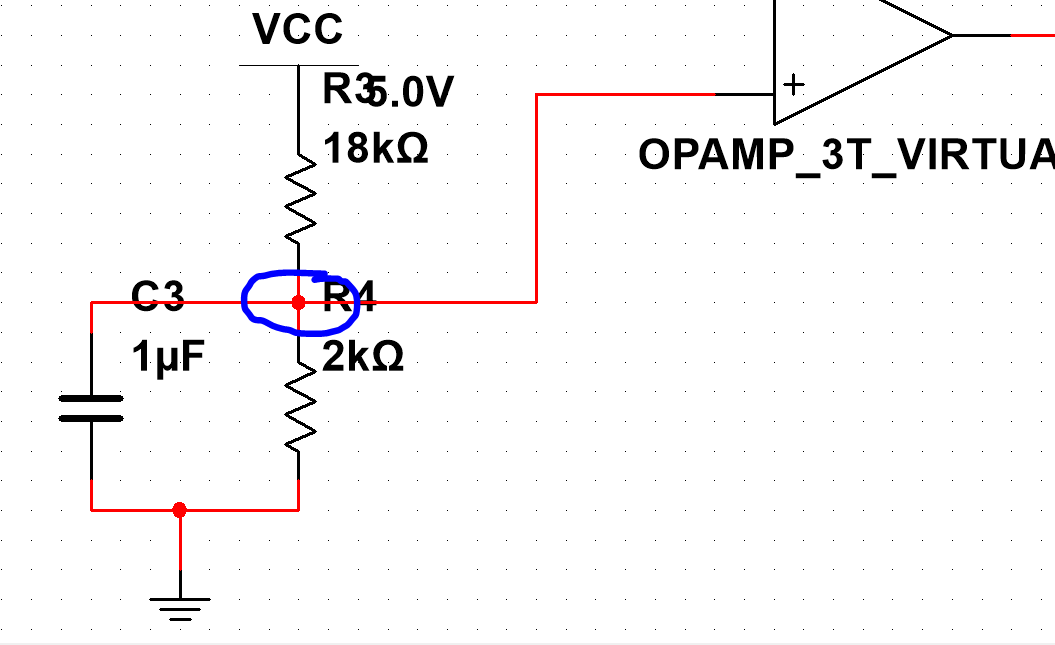 VCC
R3 5.0V
18kΩ
+
OPAMP_3T_VIRTUA
C3
R4
1µF
2kΩ